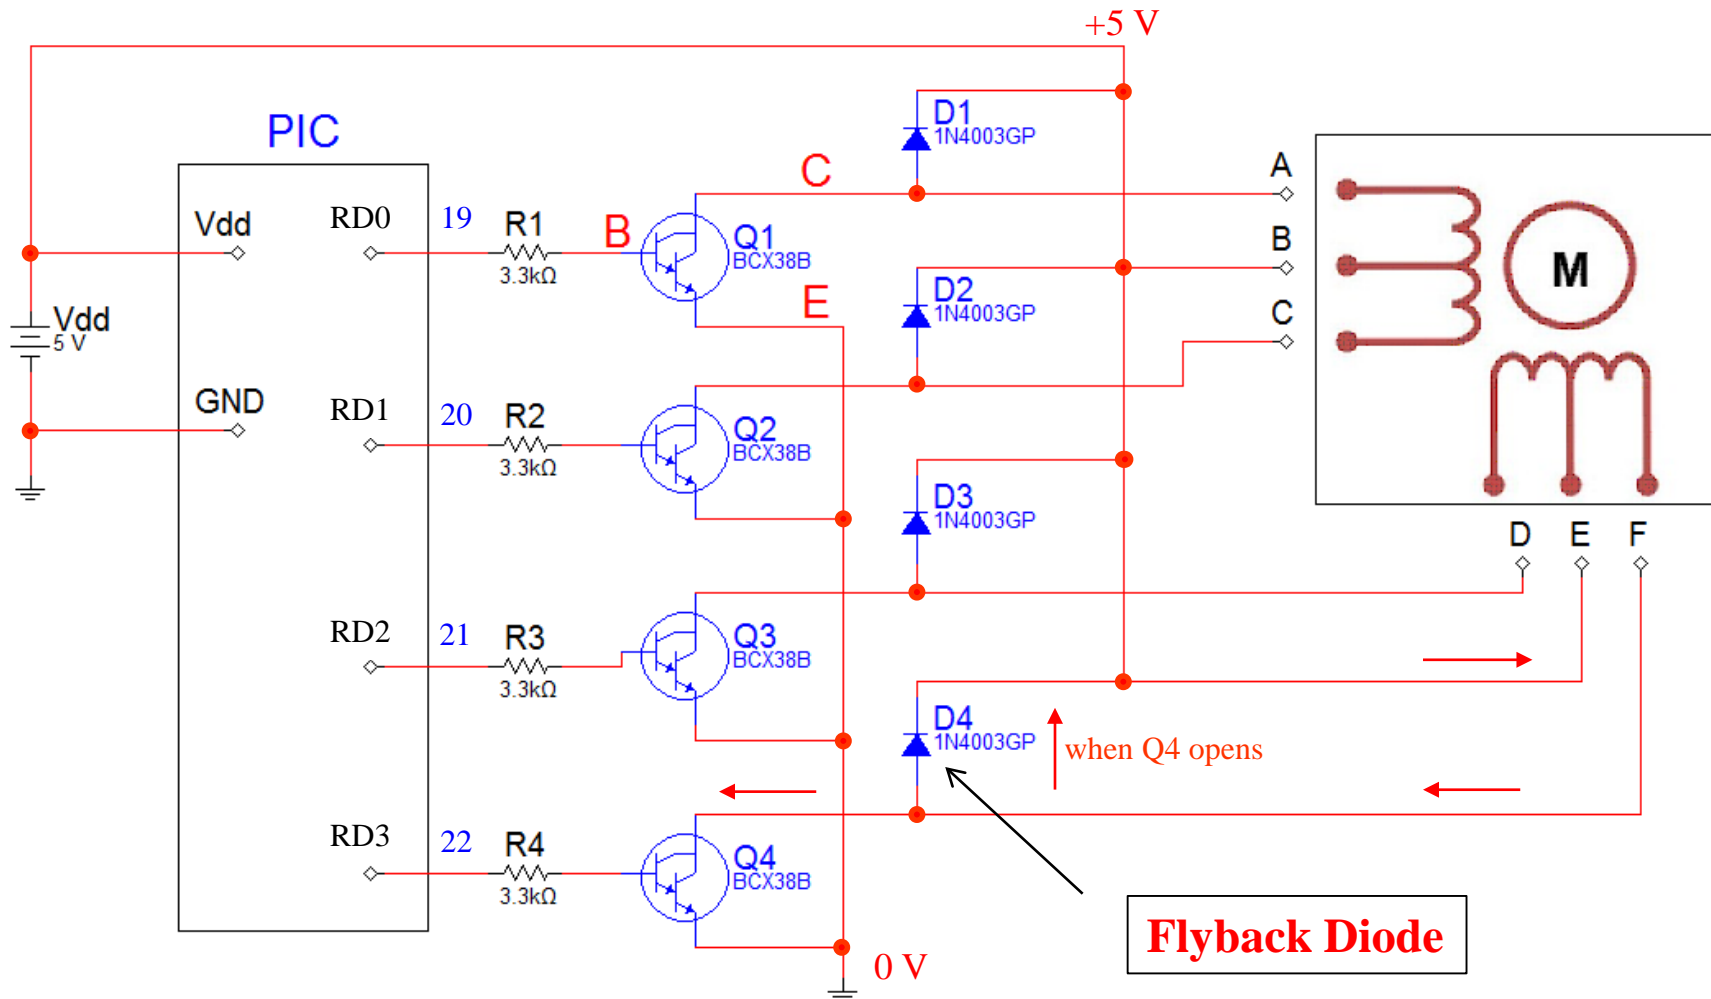 +5 V
PIC
Vdd
RD0
19
R1
3.3kΩ
B
C
E
Q1
BCX38B
D1
1N4003GP
A
B
C
M
Vdd
5 V
GND
RD1
20
R2
3.3kΩ
Q2
BCX38B
D2
1N4003GP
RD2
21
R3
3.3kΩ
Q3
BCX38B
D3
1N4003GP
D
E
F
RD3
22
R4
3.3kΩ
Q4
BCX38B
D4
1N4003GP
when Q4 opens
Flyback Diode
0 V